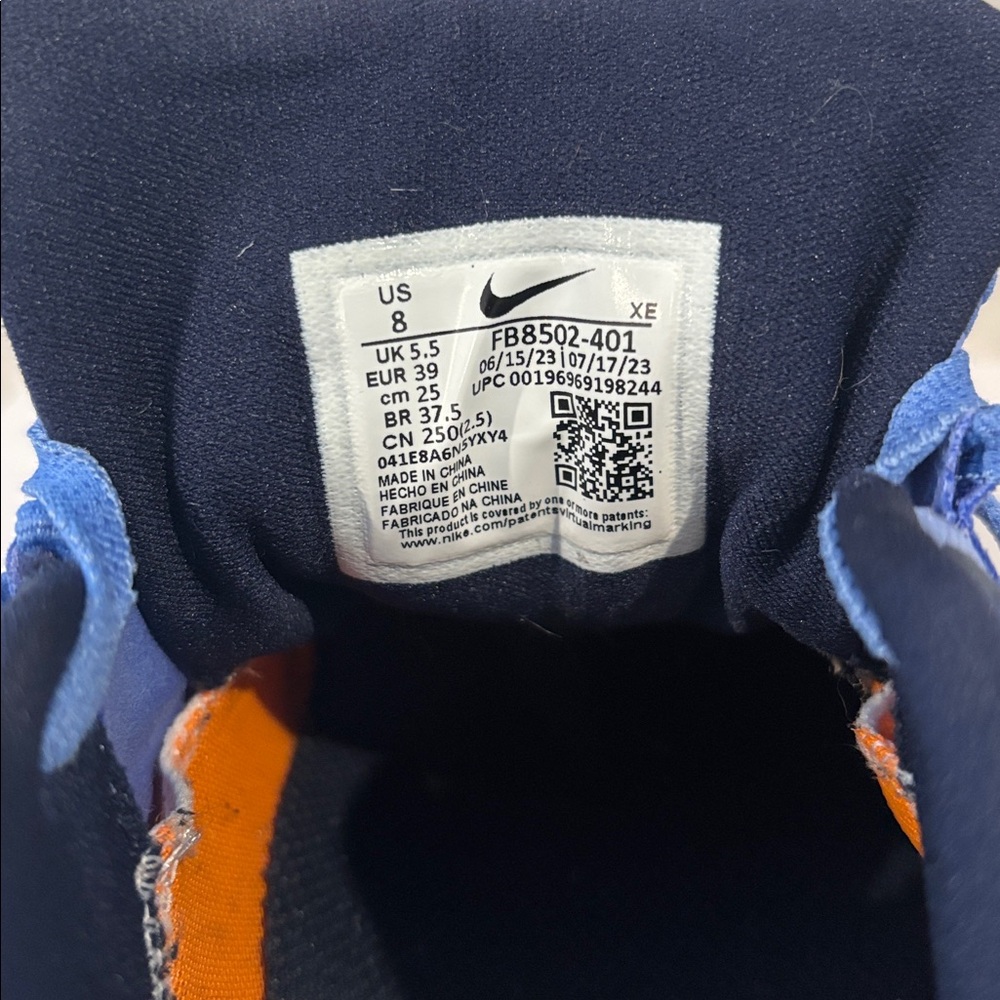 US
8
XE
UK 5.5
EUR 39
cm 25
BR 37.5
CN 250(2.5)
041E8A6N5YXY4
FB8502-401
06/15/23 | 07/17/23
UPC 00196969198244
MADE IN CHINA
HECHO EN CHINA
FABRIQUE EN CHINE
FABRICADO NA CHINA
This product is covered by one or more patents:
www.nike.com/patentsvirtualmarking